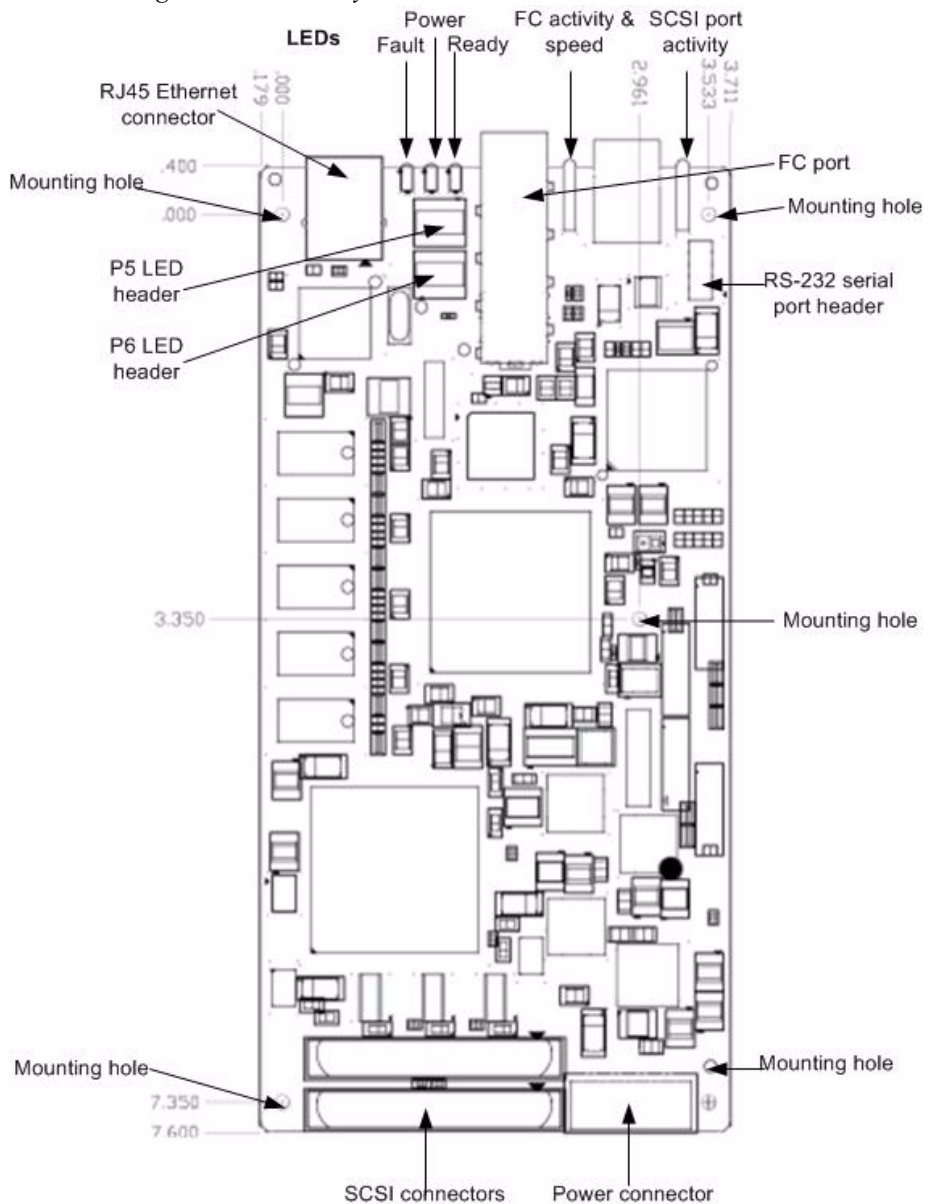 Power
FC activity &
SCSI port
LEDs
Fault
Ready
speed
activity
.179
.000
2.961
3.533
3.711
RJ45 Ethernet
connector
.400
FC port
Mounting hole
.000
Mounting hole
P5 LED
header
RS-232 serial
port header
P6 LED
header
3.350
Mounting hole
Mounting hole
Mounting hole
7.350
7.600
SCSI connectors
Power connector